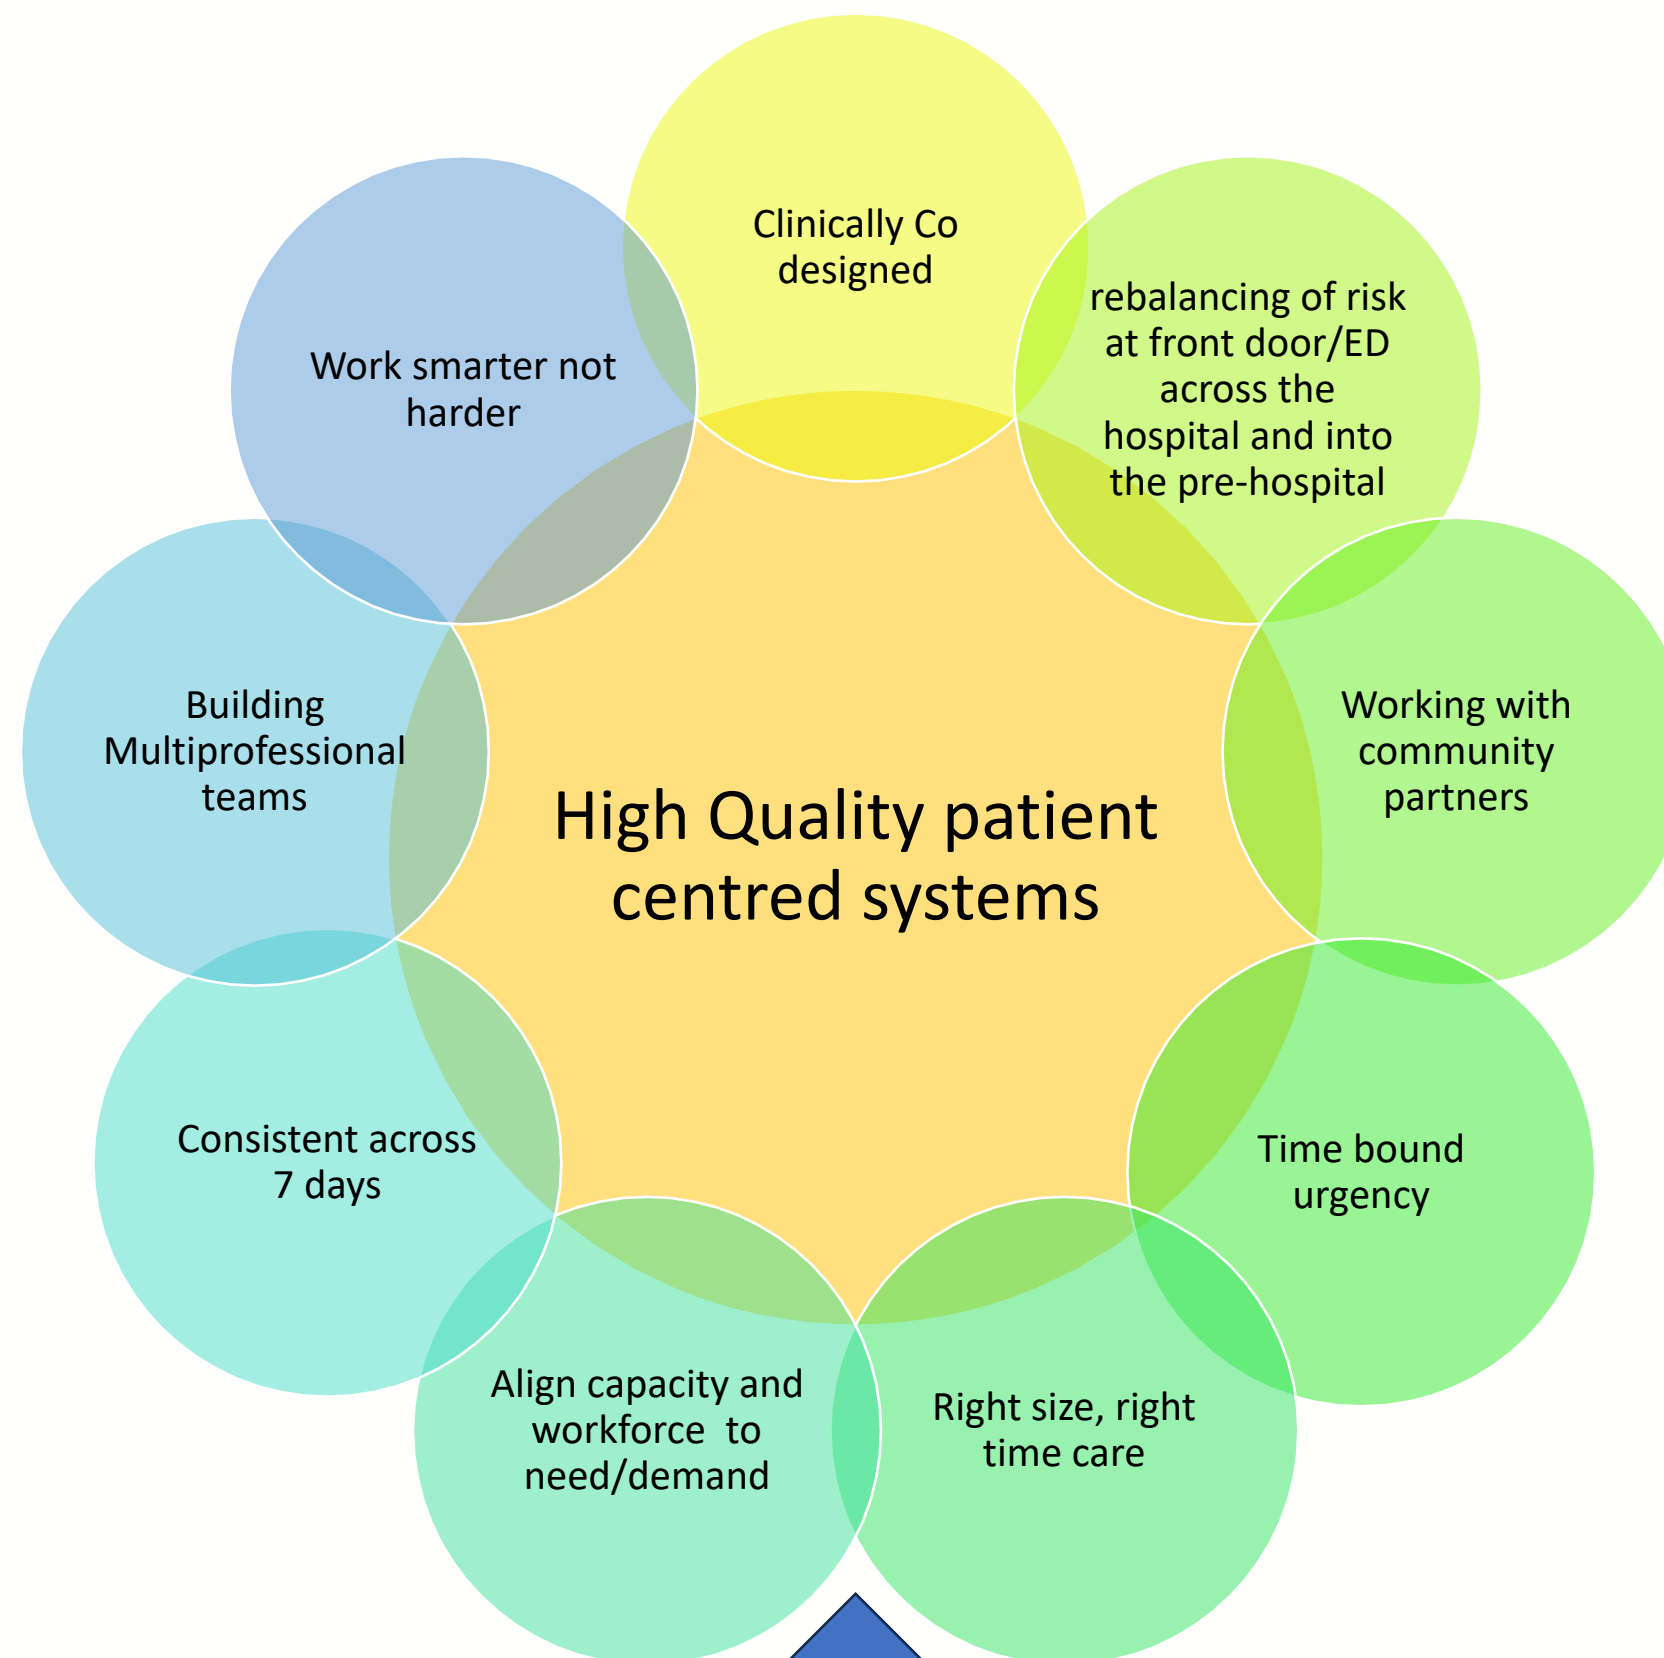 Clinically Co
designed
rebalancing of risk
at front door/ED
across the
hospital and into
the pre-hospital
Working with
community
partners
Time bound
urgency
Right size, right
time care
Align capacity and
workforce  to
need/demand
Consistent across
7 days
Building
Multiprofessional
teams
Work smarter not
harder
High Quality patient
centred systems